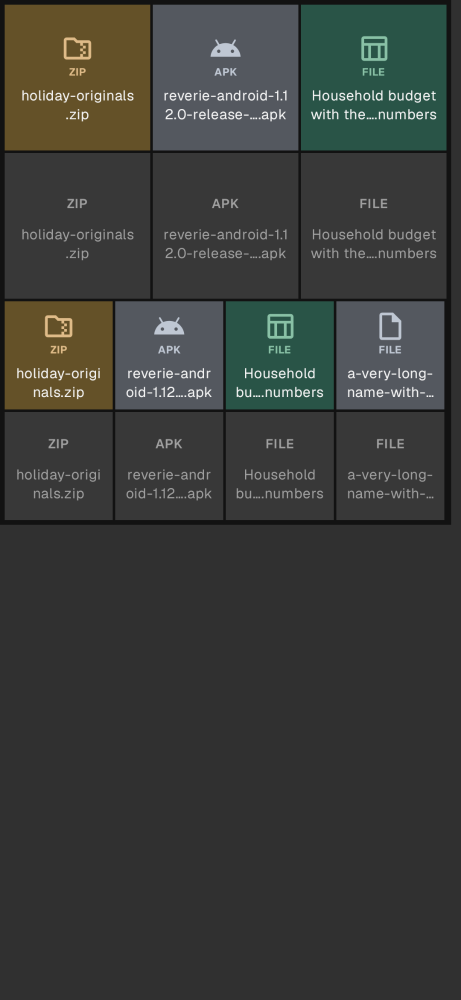 ZIP
holiday-originals
.zip
APK
reverie-android-1.1
2.0-release-….apk
FILE
Household budget
with the….numbers
ZIP
holiday-originals
.zip
APK
reverie-android-1.1
2.0-release-….apk
FILE
Household budget
with the….numbers
ZIP
holiday-origi
nals.zip
APK
reverie-andr
oid-1.12….apk
FILE
Household
bu….numbers
FILE
a-very-long-
name-with-…
ZIP
holiday-origi
nals.zip
APK
reverie-andr
oid-1.12….apk
FILE
Household
bu….numbers
FILE
a-very-long-
name-with-…